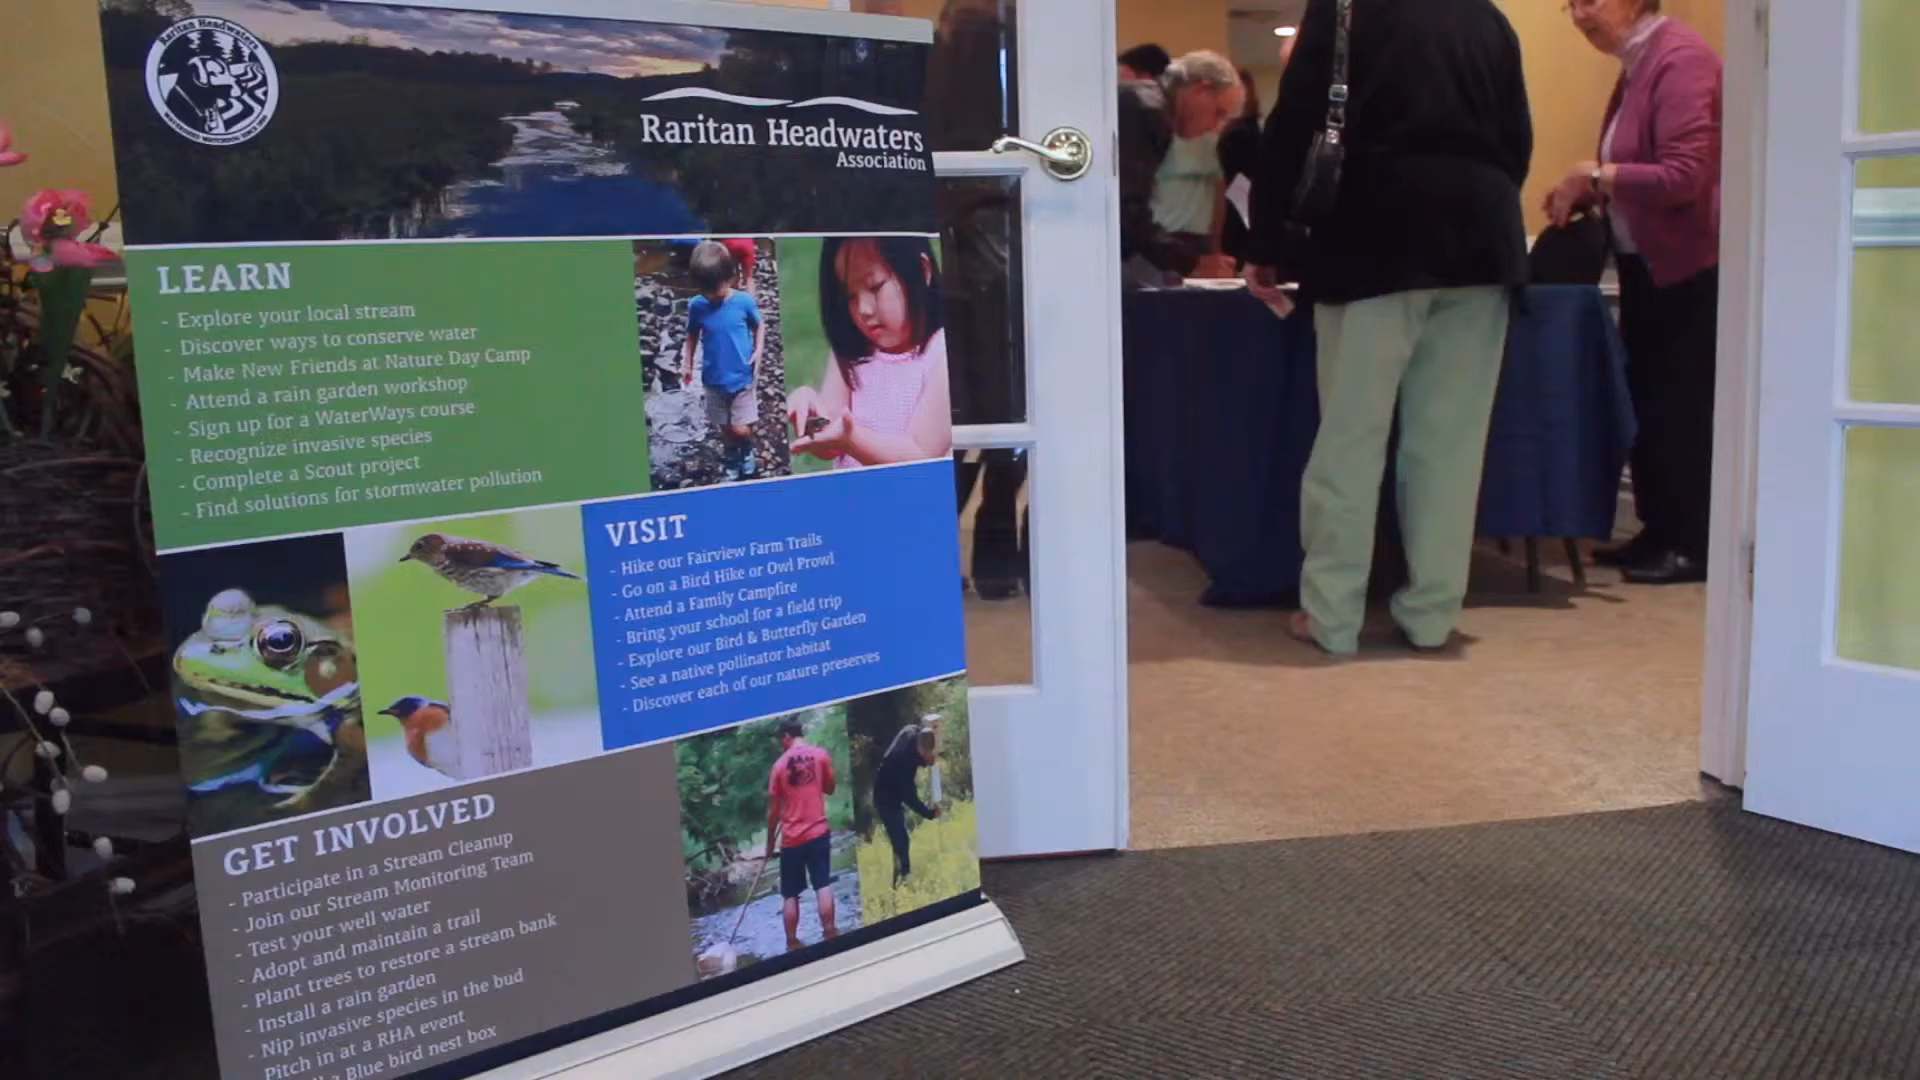 Raritan Headwaters
Raritan Headwaters
Association
LEARN
- Explore your local stream
- Discover ways to conserve water
- Make New Friends at Nature Day Camp
- Attend a rain garden workshop
- Sign up for a WaterWays course
- Recognize invasive species
- Complete a Scout project
- Find solutions for stormwater pollution
VISIT
- Hike our Fairview Farm Trails
- Go on a Bird Hike or Owl Prowl
- Attend a Family Campfire
- Bring your school for a field trip
- Explore our Bird & Butterfly Garden
- See a native pollinator habitat
- Discover each of our nature preserves
GET INVOLVED
- Participate in a Stream Cleanup
- Join our Stream Monitoring Team
- Test your well water
- Adopt and maintain a trail
- Plant trees to restore a stream bank
- Install a rain garden
- Nip invasive species in the bud
- Pitch in at a RHA event
a Blue bird nest box